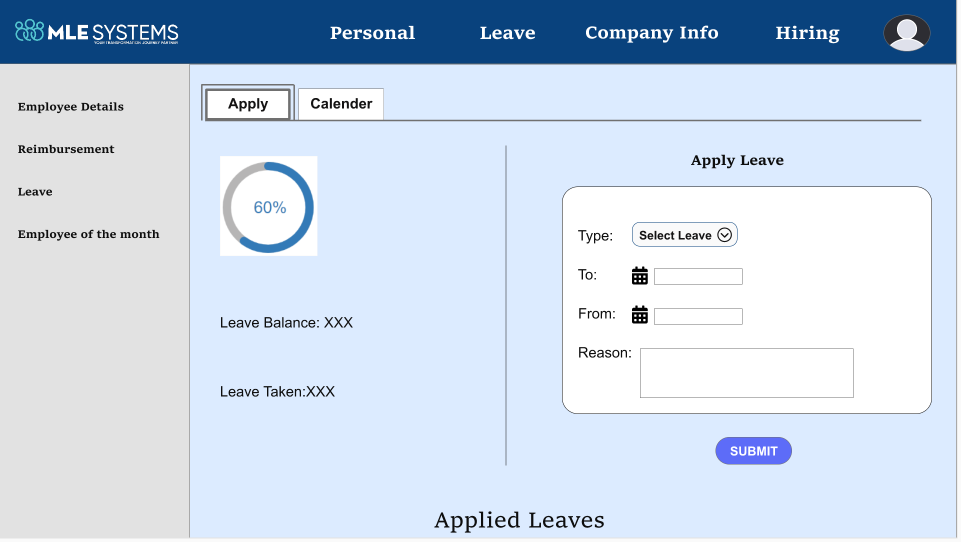 MLE SYSTEMS
YOUR TRANSFORMATION JOURNEY PARTNER
Personal Leave Company Info Hiring
Employee Details
Reimbursement
Leave
Employee of the month
Apply Calender
60%
Leave Balance: XXX
Leave Taken:XXX
Apply Leave
Type: Select Leave
To:
From:
Reason:
SUBMIT
Applied Leaves